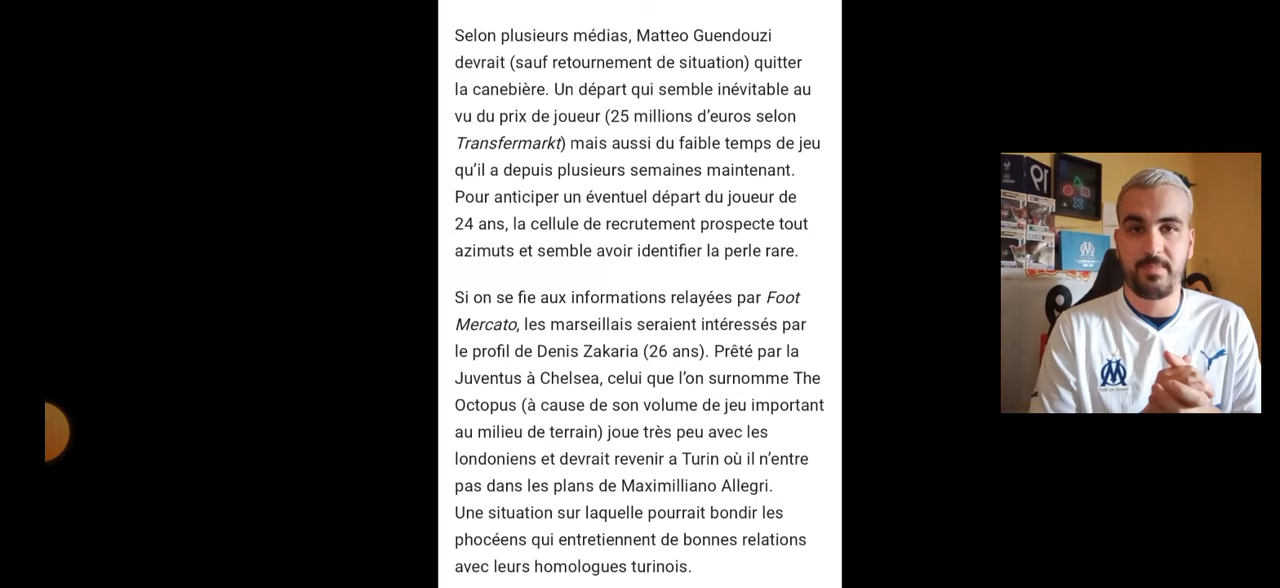 Selon plusieurs médias, Matteo Guendouzi
devrait (sauf retournement de situation) quitter
la canebière. Un départ qui semble inévitable au
vu du prix de joueur (25 millions d’euros selon
Transfermarkt) mais aussi du faible temps de jeu
qu’il a depuis plusieurs semaines maintenant.
Pour anticiper un éventuel départ du joueur de
24 ans, la cellule de recrutement prospecte tout
azimuts et semble avoir identifier la perle rare.
Si on se fie aux informations relayées par Foot
Mercato, les marseillais seraient intéressés par
le profil de Denis Zakaria (26 ans). Prêté par la
Juventus à Chelsea, celui que l’on surnomme The
Octopus (à cause de son volume de jeu important
au milieu de terrain) joue très peu avec les
londoniens et devrait revenir a Turin où il n’entre
pas dans les plans de Maximilliano Allegri.
Une situation sur laquelle pourrait bondir les
phocéens qui entretiennent de bonnes relations
avec leurs homologues turinois.